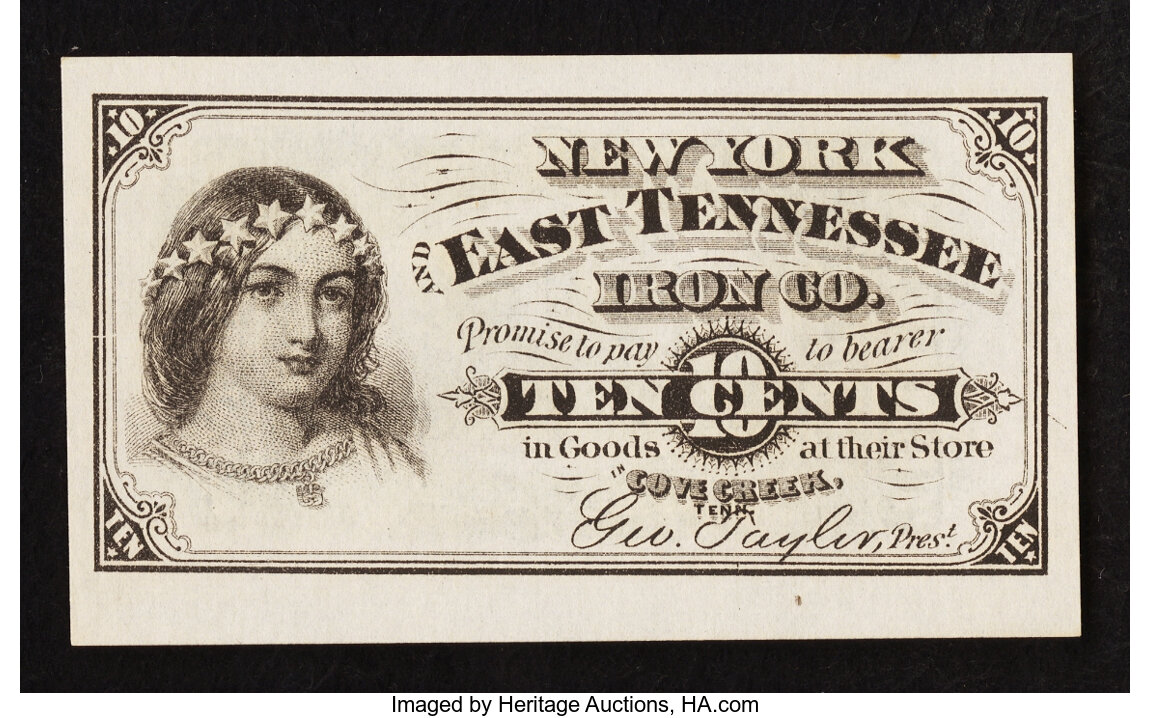 10
10
NEW YORK
AND EAST TENNESSEE
IRON CO.
Promise to pay to bearer
10
TEN CENTS
in Goods at their Store
IN COVE CREEK,
TENN.
Geo. Taylor, Prest.
TEN
TEN
Imaged by Heritage Auctions, HA.com